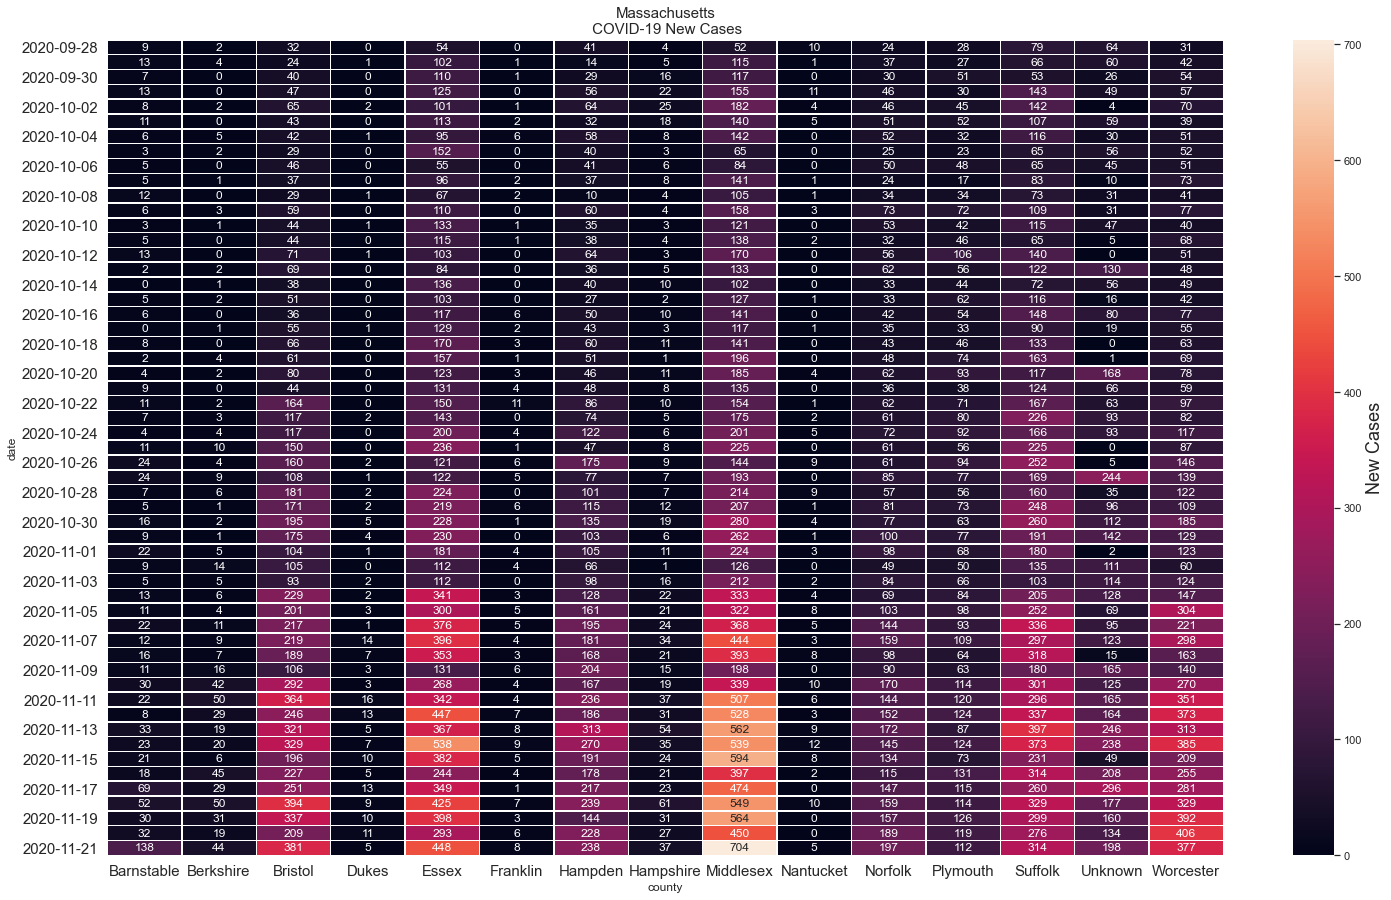 Massachusetts
COVID-19 New Cases
2020-09-28 9 2 32 0 54 0 41 4 52 10 24 28 79 64 31
13 4 24 1 102 1 14 5 115 1 37 27 66 60 42
2020-09-30 7 0 40 0 110 1 29 16 117 0 30 51 53 26 54
13 0 47 0 125 0 56 22 155 11 46 30 143 49 57
2020-10-02 8 2 65 2 101 1 64 25 182 4 46 45 142 4 70
11 0 43 0 113 2 32 18 140 5 51 52 107 59 39
2020-10-04 6 5 42 1 95 6 58 8 142 0 52 32 116 30 51
3 2 29 0 152 0 40 3 65 0 25 23 65 56 52
2020-10-06 5 0 46 0 55 0 41 6 84 0 50 48 65 45 51
5 1 37 0 96 2 37 8 141 1 24 17 83 10 73
2020-10-08 12 0 29 1 67 2 10 4 105 1 34 34 73 31 41
6 3 59 0 110 0 60 4 158 3 73 72 109 31 77
2020-10-10 3 1 44 1 133 1 35 3 121 0 53 42 115 47 40
5 0 44 0 115 1 38 4 138 2 32 46 65 5 68
2020-10-12 13 0 71 1 103 0 64 3 170 0 56 106 140 0 51
2 2 69 0 84 0 36 5 133 0 62 56 122 130 48
2020-10-14 0 1 38 0 136 0 40 10 102 0 33 44 72 56 49
5 2 51 0 103 0 27 2 127 1 33 62 116 16 42
2020-10-16 6 0 36 0 117 6 50 10 141 0 42 54 148 80 77
0 1 55 1 129 2 43 3 117 1 35 33 90 19 55
2020-10-18 8 0 66 0 170 3 60 11 141 0 43 46 133 0 63
2 4 61 0 157 1 51 1 196 0 48 74 163 1 69
2020-10-20 4 2 80 0 123 3 46 11 185 4 62 93 117 168 78
9 0 44 0 131 4 48 8 135 0 36 38 124 66 59
2020-10-22 11 2 164 0 150 11 86 10 154 1 62 71 167 63 97
7 3 117 2 143 0 74 5 175 2 61 80 226 93 82
2020-10-24 4 4 117 0 200 4 122 6 201 5 72 92 166 93 117
11 10 150 0 236 1 47 8 225 0 61 56 225 0 87
2020-10-26 24 4 160 2 121 6 175 9 144 9 61 94 252 5 146
24 9 108 1 122 5 77 7 193 0 85 77 169 244 139
2020-10-28 7 6 181 2 224 0 101 7 214 9 57 56 160 35 122
5 1 171 2 219 6 115 12 207 1 81 73 248 96 109
2020-10-30 16 2 195 5 228 1 135 19 280 4 77 63 260 112 185
9 1 175 4 230 0 103 6 262 1 100 77 191 142 129
2020-11-01 22 5 104 1 181 4 105 11 224 3 98 68 180 2 123
9 14 105 0 112 4 66 1 126 0 49 50 135 111 60
2020-11-03 5 5 93 2 112 0 98 16 212 2 84 66 103 114 124
13 6 229 2 341 3 128 22 333 4 69 84 205 128 147
2020-11-05 11 4 201 3 300 5 161 21 322 8 103 98 252 69 304
22 11 217 1 376 5 195 24 368 5 144 93 336 95 221
2020-11-07 12 9 219 14 396 4 181 34 444 3 159 109 297 123 298
16 7 189 7 353 3 168 21 393 8 98 64 318 15 163
2020-11-09 11 16 106 3 131 6 204 15 198 0 90 63 180 165 140
30 42 292 3 268 4 167 19 339 10 170 114 301 125 270
2020-11-11 22 50 364 16 342 4 236 37 507 6 144 120 296 165 351
8 29 246 13 447 7 186 31 528 3 152 124 337 164 373
2020-11-13 33 19 321 5 367 8 313 54 562 9 172 87 397 246 313
23 20 329 7 538 9 270 35 539 12 145 124 373 238 385
2020-11-15 21 6 196 10 382 5 191 24 594 8 134 73 231 49 209
18 45 227 5 244 4 178 21 397 2 115 131 314 208 255
2020-11-17 69 29 251 13 349 1 217 23 474 0 147 115 260 296 281
52 50 394 9 425 7 239 61 549 10 159 114 329 177 329
2020-11-19 30 31 337 10 398 3 144 31 564 0 157 126 299 160 392
32 19 209 11 293 6 228 27 450 0 189 119 276 134 406
2020-11-21 138 44 381 5 448 8 238 37 704 5 197 112 314 198 377
Barnstable Berkshire Bristol Dukes Essex Franklin Hampden Hampshire Middlesex Nantucket Norfolk Plymouth Suffolk Unknown Worcester
county
date
700
600
500
400
300
200
100
0
New Cases